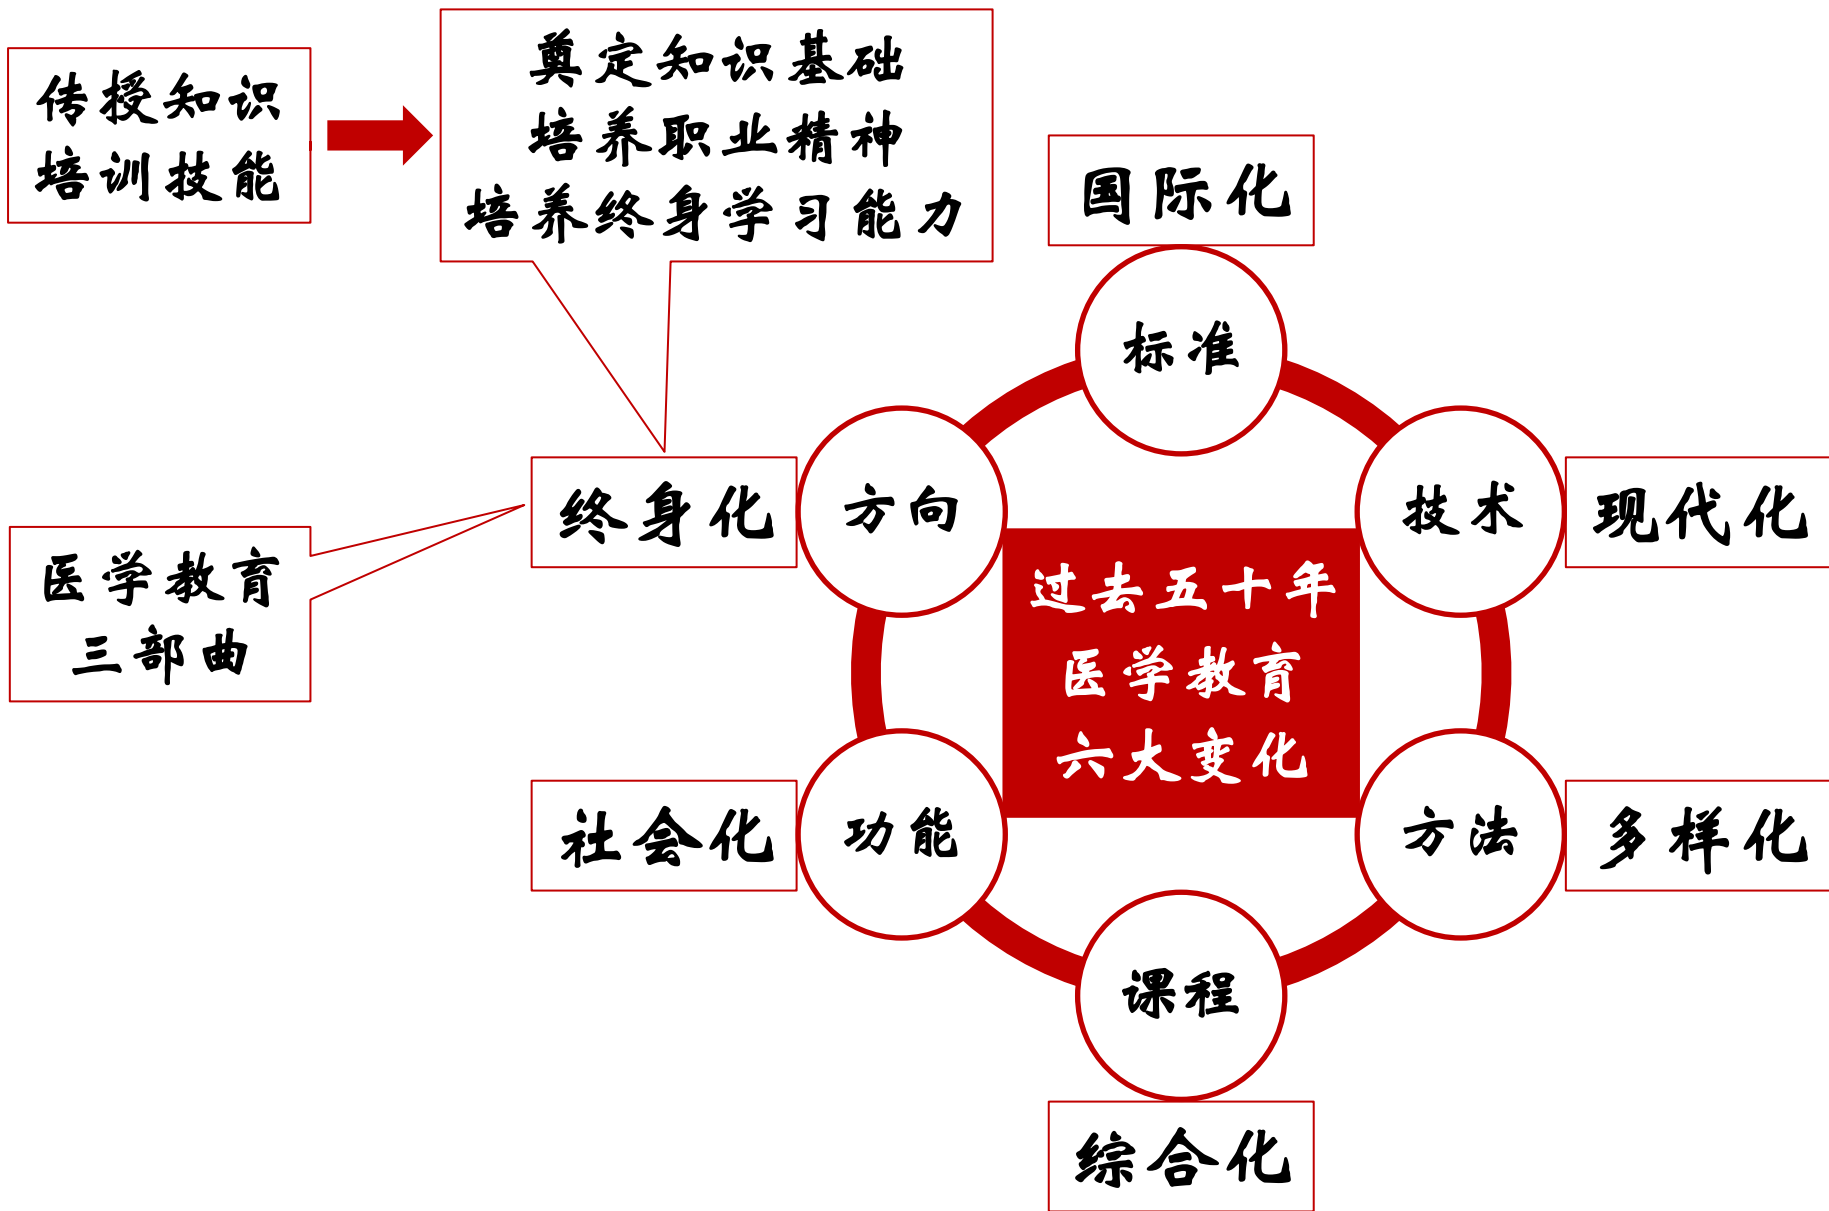 传授知识
培训技能
奠定知识基础
培养职业精神
培养终身学习能力
国际化
标准
终身化
方向
技术
现代化
医学教育
三部曲
过去五十年
医学教育
六大变化
社会化
功能
方法
多样化
课程
综合化